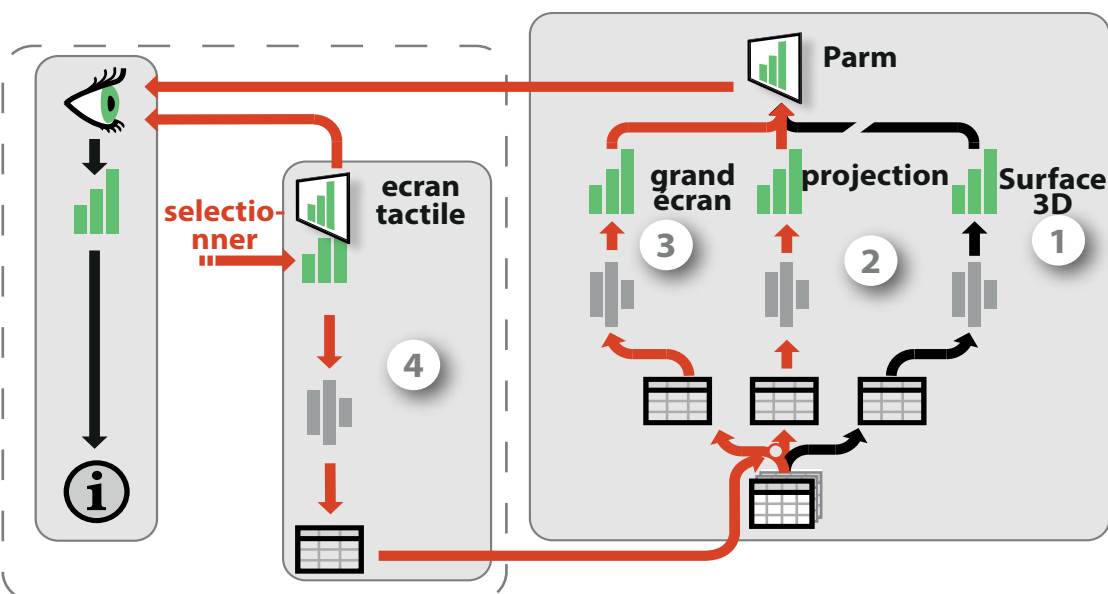 Parm
ecran
tactile
selectio-
nner
grand
écran
projection
Surface
3D
3
2
1
4
i